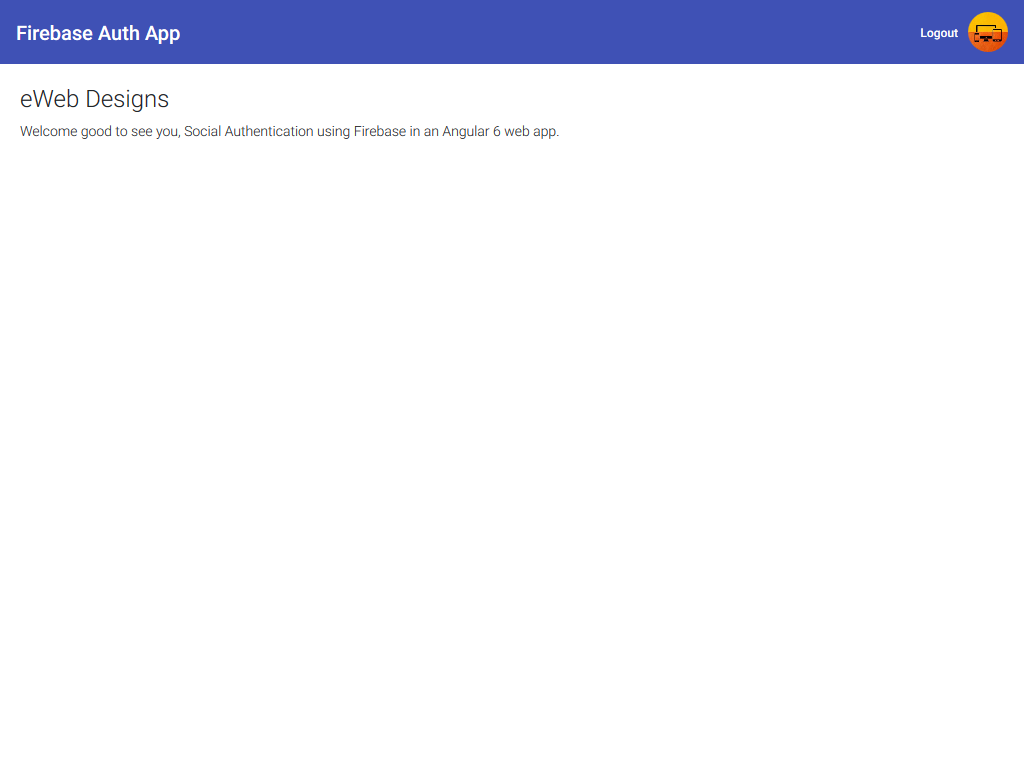 Firebase Auth App
Logout
eWeb Designs
Welcome good to see you, Social Authentication using Firebase in an Angular 6 web app.